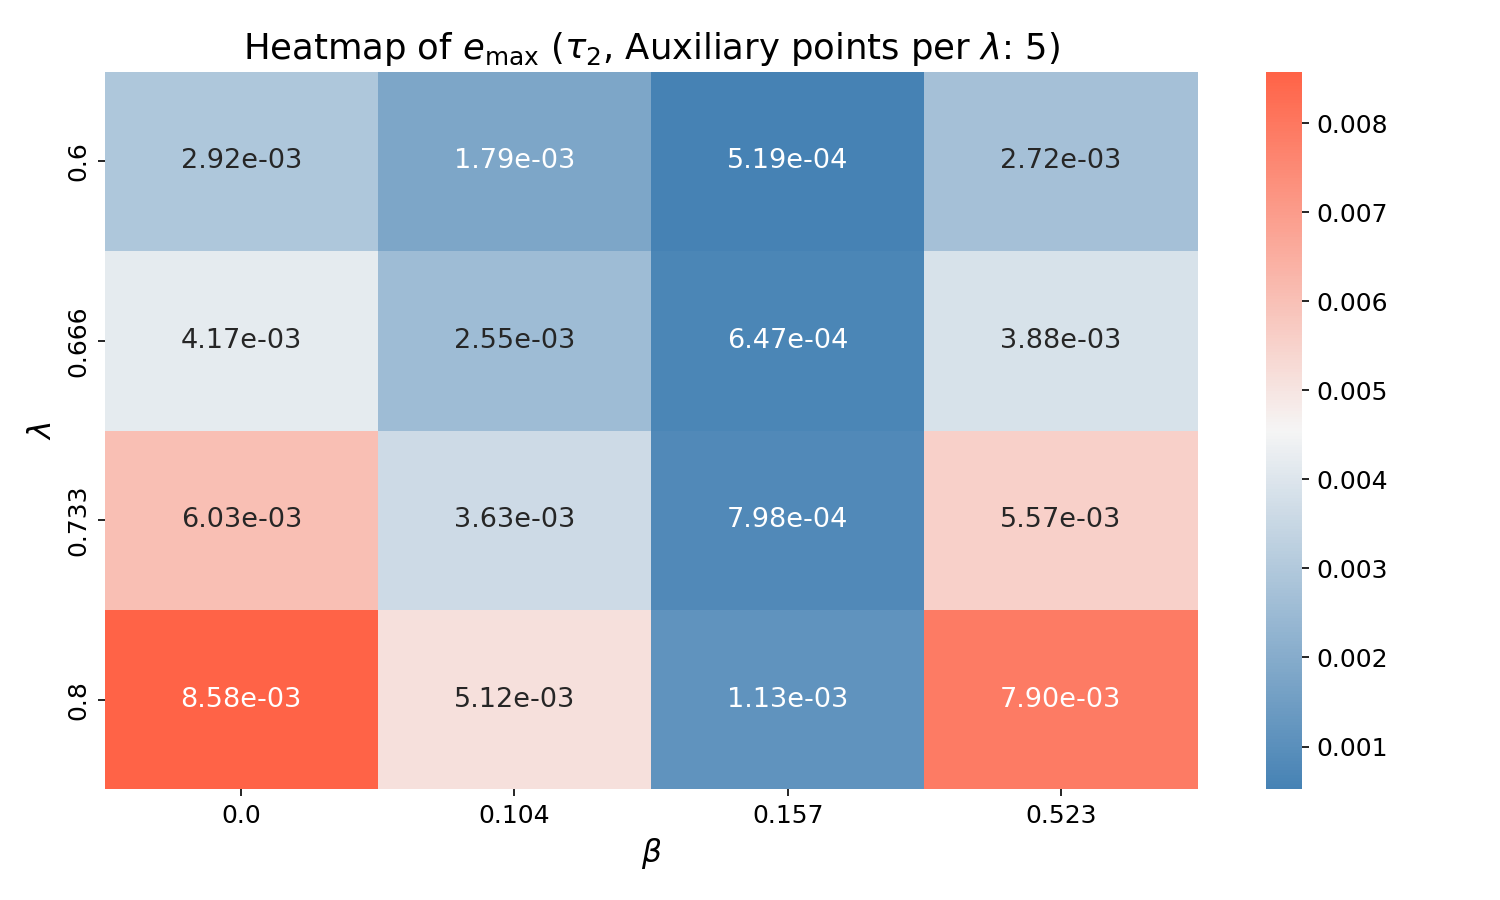 Heatmap of e_max (τ₂, Auxiliary points per λ: 5)
0.6 2.92e-03 1.79e-03 5.19e-04 2.72e-03
0.666 4.17e-03 2.55e-03 6.47e-04 3.88e-03
0.733 6.03e-03 3.63e-03 7.98e-04 5.57e-03
0.8 8.58e-03 5.12e-03 1.13e-03 7.90e-03
λ
0.0 0.104 0.157 0.523
β
0.008
0.007
0.006
0.005
0.004
0.003
0.002
0.001